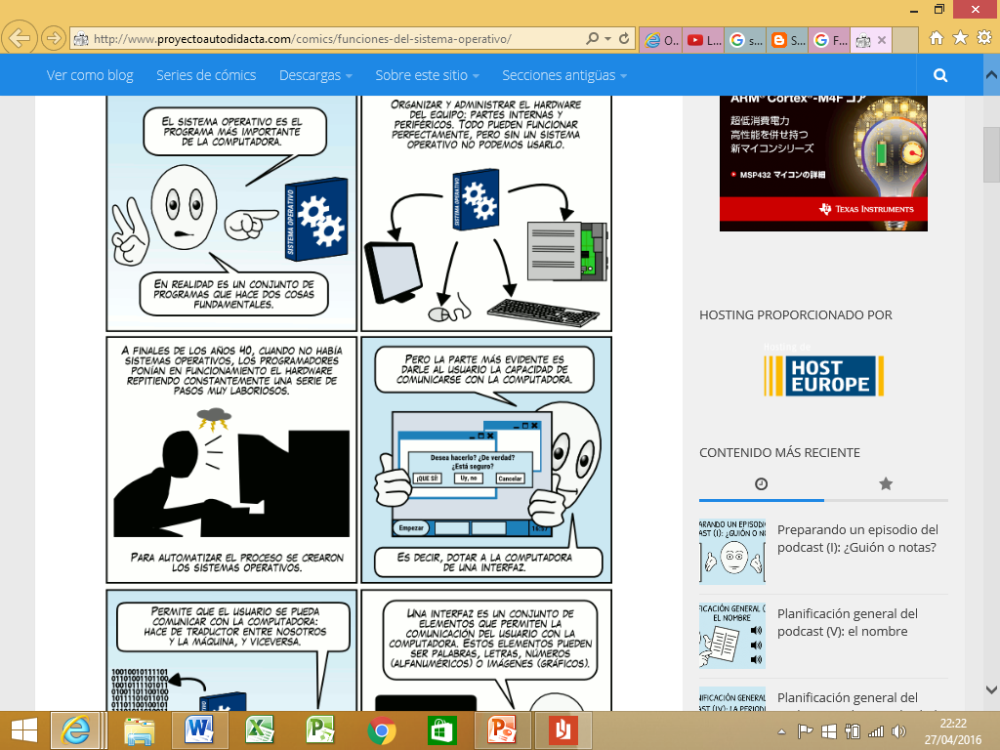 http://www.proyectoautodidacta.com/comics/funciones-del-sistema-operativo/
O...
L...
s...
S...
F...
Ver como blog
Series de cómics
Descargas
Sobre este sitio
Secciones antigüas
EL SISTEMA OPERATIVO ES EL
PROGRAMA MÁS IMPORTANTE
DE LA COMPUTADORA.
SISTEMA OPERATIVO
EN REALIDAD ES UN CONJUNTO DE
PROGRAMAS QUE HACE DOS COSAS
FUNDAMENTALES.
ORGANIZAR Y ADMINISTRAR EL HARDWARE
DEL EQUIPO: PARTES INTERNAS Y
PERIFÉRICOS. TODO PUEDEN FUNCIONAR
PERFECTAMENTE, PERO SIN UN SISTEMA
OPERATIVO NO PODEMOS USARLO.
SISTEMA OPERATIVO
A FINALES DE LOS AÑOS 40, CUANDO NO HABÍA
SISTEMAS OPERATIVOS, LOS PROGRAMADORES
PONÍAN EN FUNCIONAMIENTO EL HARDWARE
REPITIENDO CONSTANTEMENTE UNA SERIE DE
PASOS MUY LABORIOSOS.
PARA AUTOMATIZAR EL PROCESO SE CREARON
LOS SISTEMAS OPERATIVOS.
PERO LA PARTE MÁS EVIDENTE ES
DARLE AL USUARIO LA CAPACIDAD DE
COMUNICARSE CON LA COMPUTADORA.
Desea hacerlo? ¿De verdad?
¿Está seguro?
¡QUE SÍ!
Uy, no
Cancelar
Empezar
ES DECIR, DOTAR A LA COMPUTADORA
DE UNA INTERFAZ.
PERMITE QUE EL USUARIO SE PUEDA
COMUNICAR CON LA COMPUTADORA:
HACE DE TRADUCTOR ENTRE NOSOTROS
Y LA MÁQUINA, Y VICEVERSA.
UNA INTERFAZ ES UN CONJUNTO DE
ELEMENTOS QUE PERMITEN LA
COMUNICACIÓN DEL USUARIO CON LA
COMPUTADORA. ESTOS ELEMENTOS PUEDEN
SER PALABRAS, LETRAS, NÚMEROS
(ALFANUMÉRICOS) O IMÁGENES (GRÁFICOS).
ARM Cortex-M4F コア
超低消費電力
高性能を併せ持つ
新マイコンシリーズ
MSP432 マイコンの詳細
TEXAS INSTRUMENTS
HOSTING PROPORCIONADO POR
hosting de
HOST
EUROPE
CONTENIDO MÁS RECIENTE
Preparando un episodio del
podcast (I): ¿Guión o notas?
EL NOMBRE
Planificación general del
podcast (V): el nombre
Planificación general del
22:22
27/04/2016